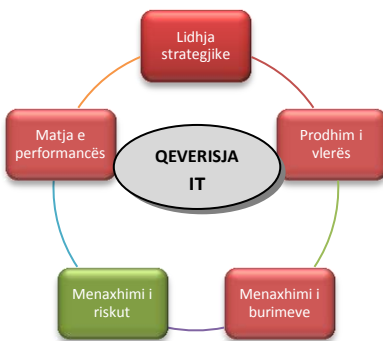 Lidhja
strategjike
Matja e
performancës
QEVERISJA
IT
Prodhim i
vlerës
Menaxhimi i
riskut
Menaxhimi i
burimeve